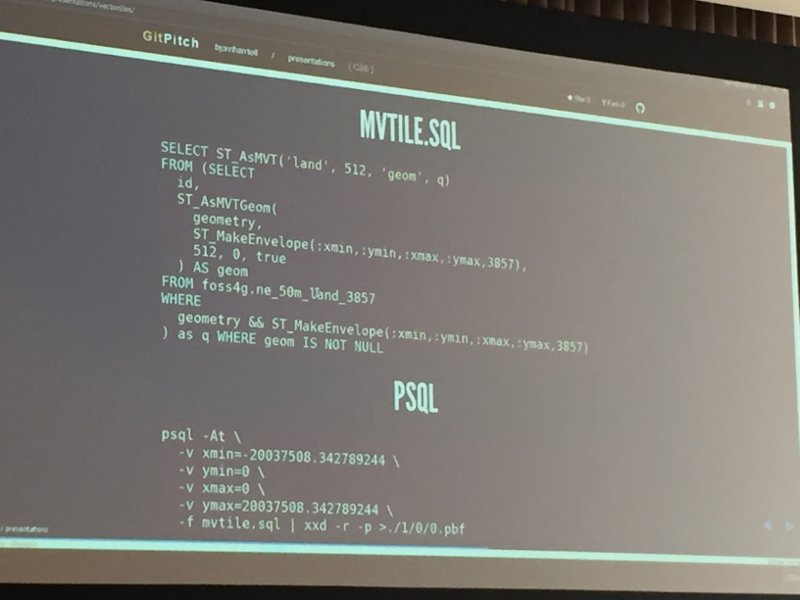 presentations/vectortiles/
GitPitch bjornharrtell / presentations
Star Fork
MVTILE.SQL
SELECT ST_AsMVT('land', 512, 'geom', q)
FROM (SELECT
id,
ST_AsMVTGeom(
geometry,
ST_MakeEnvelope(:xmin,:ymin,:xmax,:ymax,3857),
512, 0, true
) AS geom
FROM foss4g.ne_50m_land_3857
WHERE
geometry && ST_MakeEnvelope(:xmin,:ymin,:xmax,:ymax,3857)
) as q WHERE geom IS NOT NULL
PSQL
psql -At \
-v xmin=-20037508.342789244 \
-v ymin=0 \
-v xmax=0 \
-v ymax=20037508.342789244 \
-f mvtile.sql | xxd -r -p >./1/0/0.pbf
/ presentations